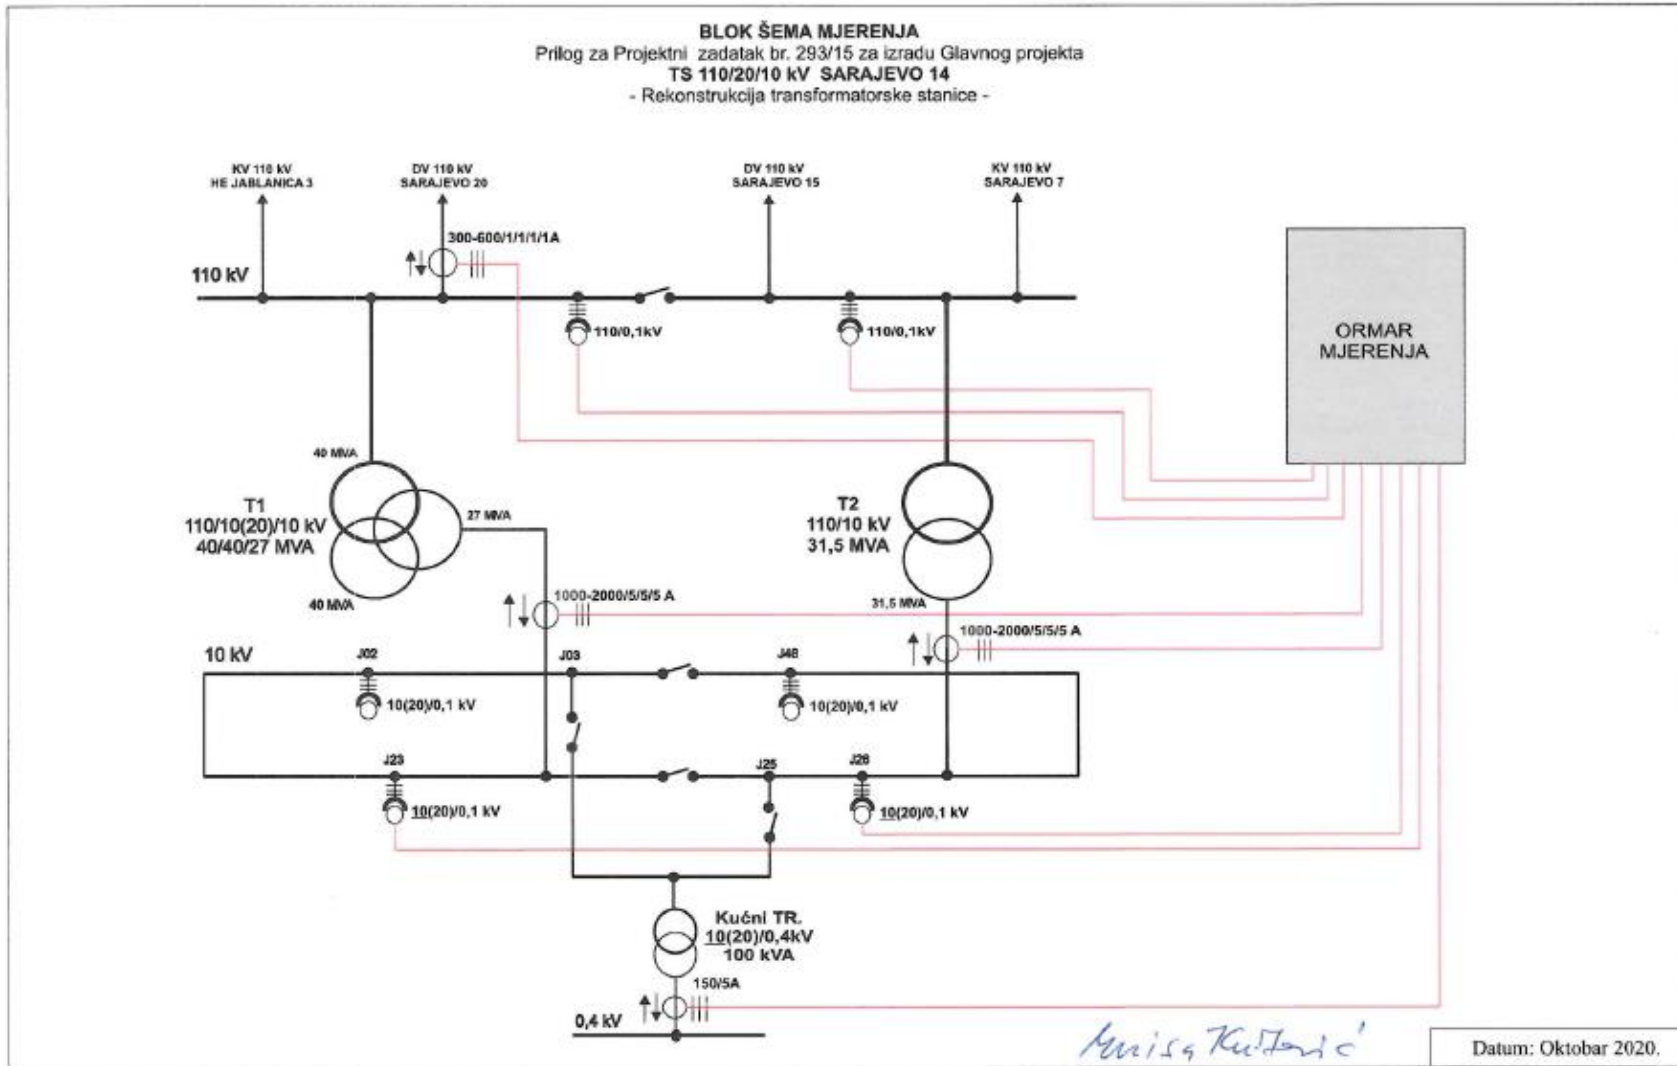 BLOK ŠEMA MJERENJA
Prilog za Projektni zadatak br. 293/15 za izradu Glavnog projekta
TS 110/20/10 kV SARAJEVO 14
- Rekonstrukcija transformatorske stanice -
KV 110 kV
HE JABLANICA 3
DV 110 kV
SARAJEVO 20
DV 110 kV
SARAJEVO 15
KV 110 kV
SARAJEVO 7
300-600/1/1/1/1A
110 kV
110/0,1kV
110/0,1kV
ORMAR
MJERENJA
40 MVA
T1
110/10(20)/10 kV
40/40/27 MVA
27 MVA
40 MVA
T2
110/10 kV
31,5 MVA
31,5 MVA
1000-2000/5/5/5 A
1000-2000/5/5/5 A
10 kV
J02
J03
J48
10(20)/0,1 kV
10(20)/0,1 kV
J23
J25
J26
10(20)/0,1 kV
10(20)/0,1 kV
Kućni TR.
10(20)/0,4kV
100 kVA
150/5A
0,4 kV
Datum: Oktobar 2020.